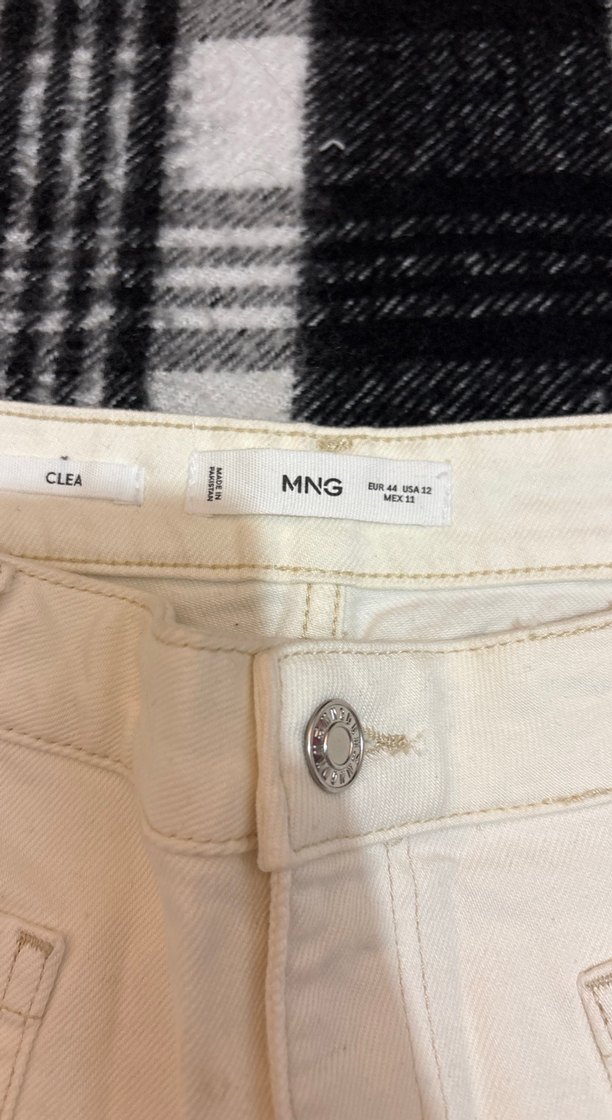 CLEA
MADE IN
PAKISTAN
MNG
EUR 44 USA 12
MEX 11